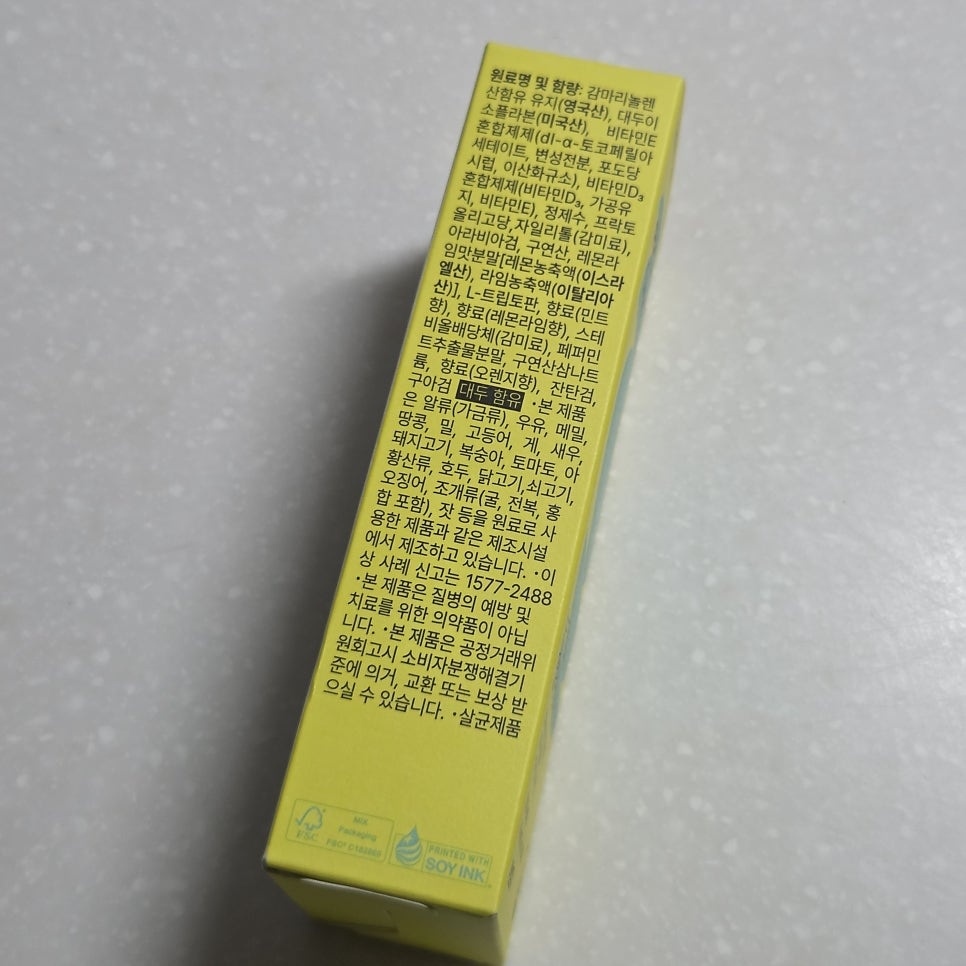 원료명 및 함량: 감마리놀렌
산함유 유지(영국산), 대두이
소플라본(미국산), 비타민E
혼합제제(dl-α-토코페릴아
세테이트, 변성전분, 포도당
시럽, 이산화규소), 비타민D₃
혼합제제(비타민D₃, 가공유
지, 비타민E), 정제수, 프락토
올리고당,자일리톨(감미료),
아라비아검, 구연산, 레몬라
임맛분말[레몬농축액(이스라
엘산), 라임농축액(이탈리아
산)], L-트립토판, 향료(민트
향), 향료(레몬라임향), 스테
비올배당체(감미료), 페퍼민
트추출물분말, 구연산삼나트
륨, 향료(오렌지향), 잔탄검,
구아검 대두 함유 •본 제품
은 알류(가금류), 우유, 메밀,
땅콩, 밀, 고등어, 게, 새우,
돼지고기, 복숭아, 토마토, 아
황산류, 호두, 닭고기,쇠고기,
오징어, 조개류(굴, 전복, 홍
합 포함), 잣 등을 원료로 사
용한 제품과 같은 제조시설
에서 제조하고 있습니다. •이
상 사례 신고는 1577-2488
•본 제품은 질병의 예방 및
치료를 위한 의약품이 아닙
니다. •본 제품은 공정거래위
원회고시 소비자분쟁해결기
준에 의거, 교환 또는 보상 받
으실 수 있습니다. •살균제품
FSC
MIX
Packaging
PRINTED WITH
SOY INK